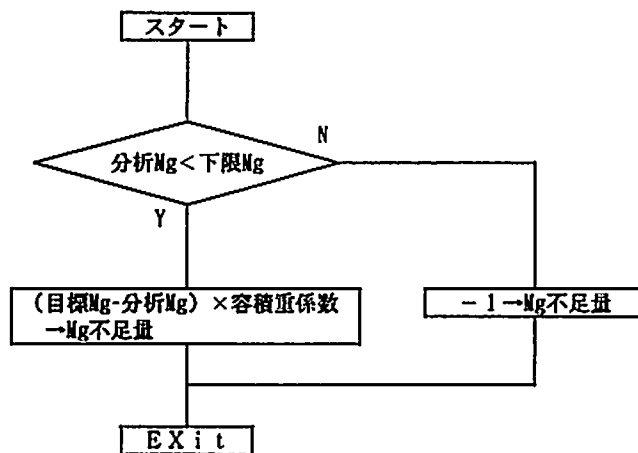 スタート
N
分析Mg<下限Mg
Y
(目標Mg-分析Mg)×容積重係数
→Mg不足量
-1→Mg不足量
EXit